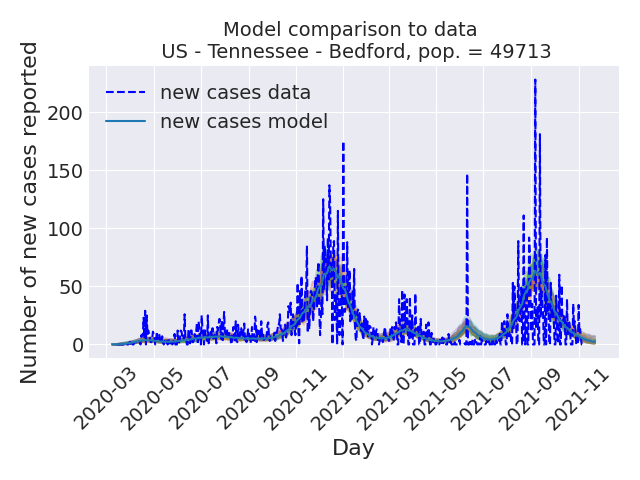 Model comparison to data
US - Tennessee - Bedford, pop. = 49713
Number of new cases reported
200
150
100
50
0
new cases data
new cases model
2020-03
2020-05
2020-07
2020-09
2020-11
2021-01
2021-03
2021-05
2021-07
2021-09
2021-11
Day